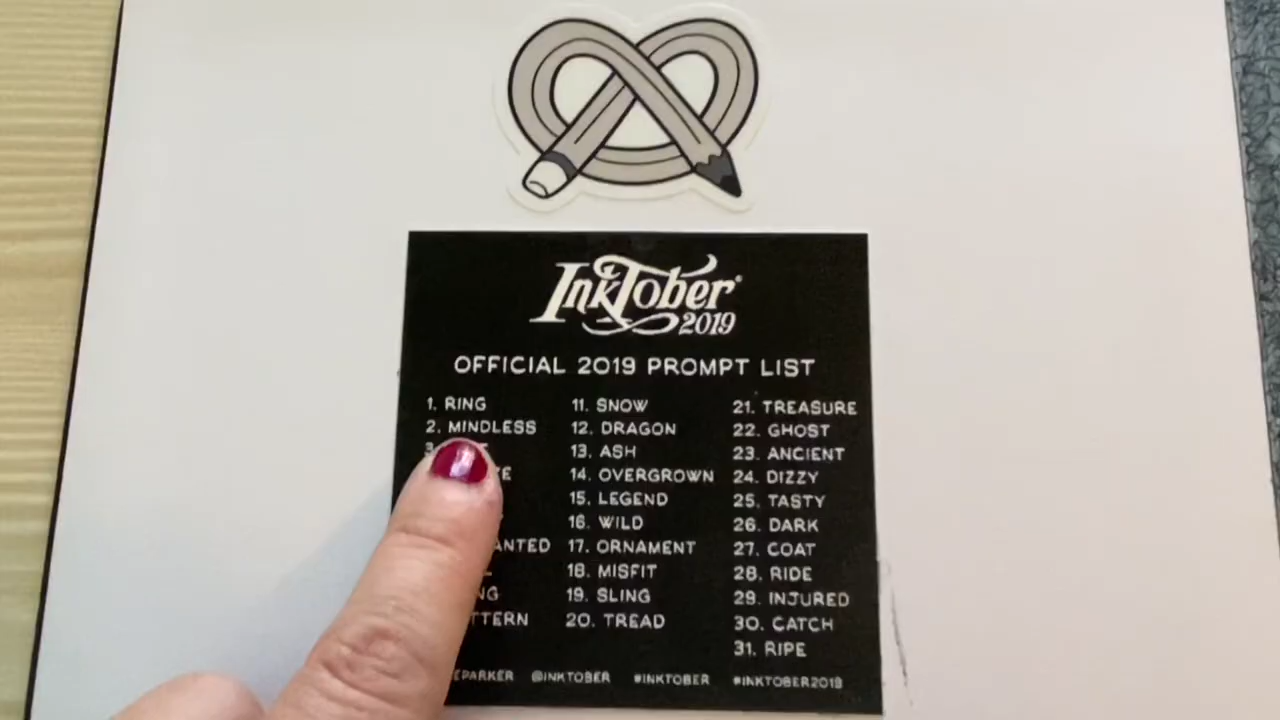 InkTober®
2019
OFFICIAL 2019 PROMPT LIST
1. RING
2. MINDLESS
11. SNOW
12. DRAGON
13. ASH
14. OVERGROWN
15. LEGEND
16. WILD
17. ORNAMENT
18. MISFIT
19. SLING
20. TREAD
21. TREASURE
22. GHOST
23. ANCIENT
24. DIZZY
25. TASTY
26. DARK
27. COAT
28. RIDE
29. INJURED
30. CATCH
31. RIPE
@INKTOBER #INKTOBER #INKTOBER2019